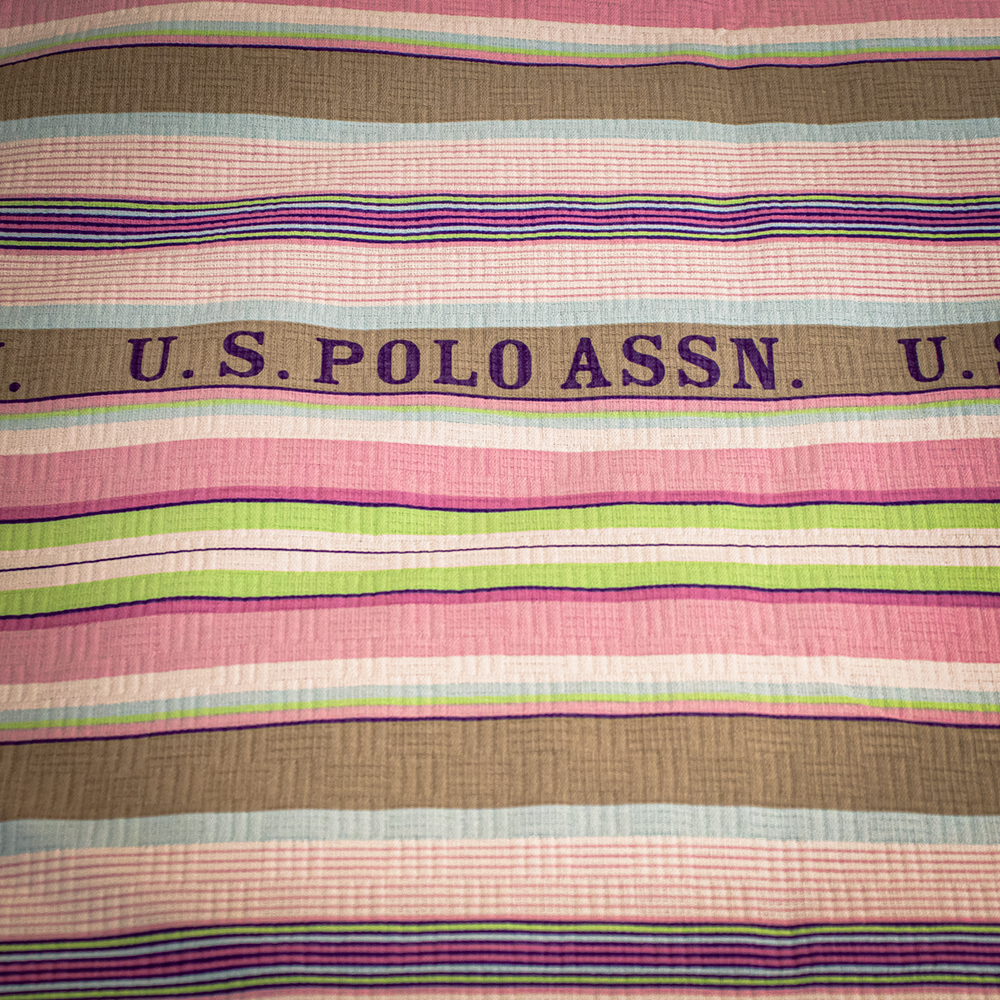 . U. S. POLO ASSN. U. S